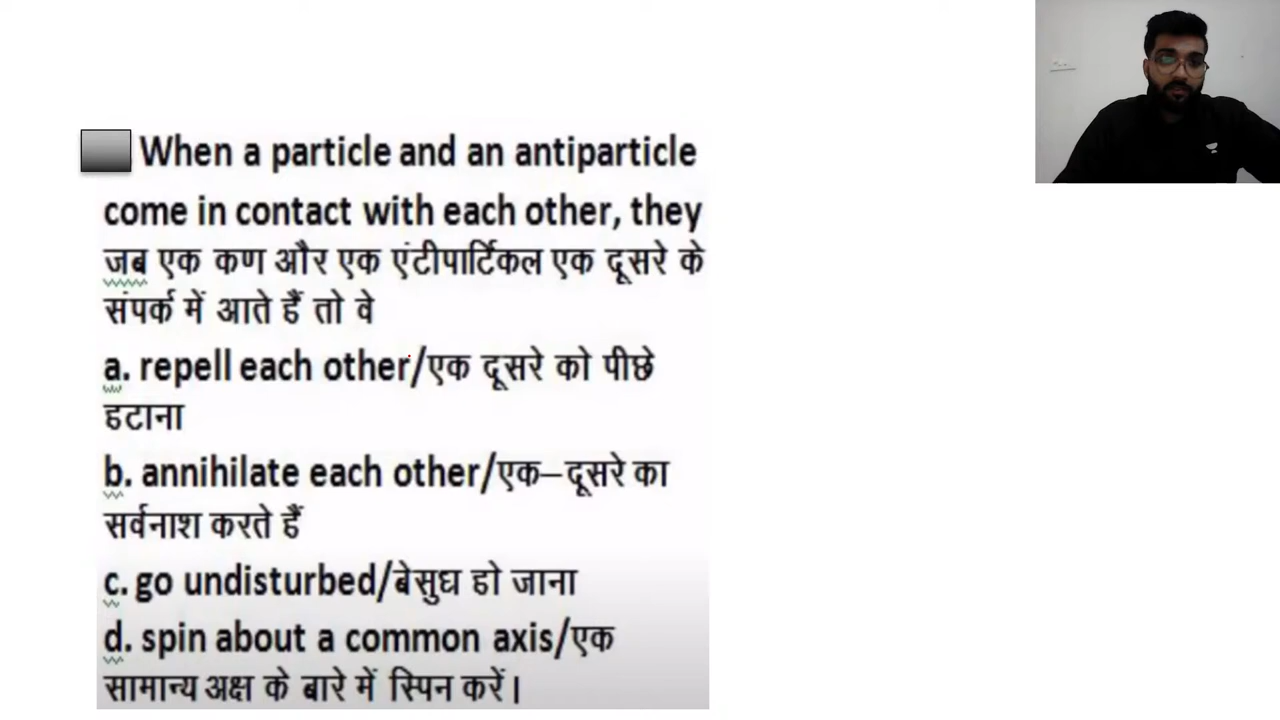 When a particle and an antiparticle
come in contact with each other, they
जब एक कण और एक एंटीपार्टिकल एक दूसरे के
संपर्क में आते हैं तो वे
a. repell each other/एक दूसरे को पीछे
हटाना
b. annihilate each other/एक–दूसरे का
सर्वनाश करते हैं
c. go undisturbed/बेसुध हो जाना
d. spin about a common axis/एक
सामान्य अक्ष के बारे में स्पिन करें।